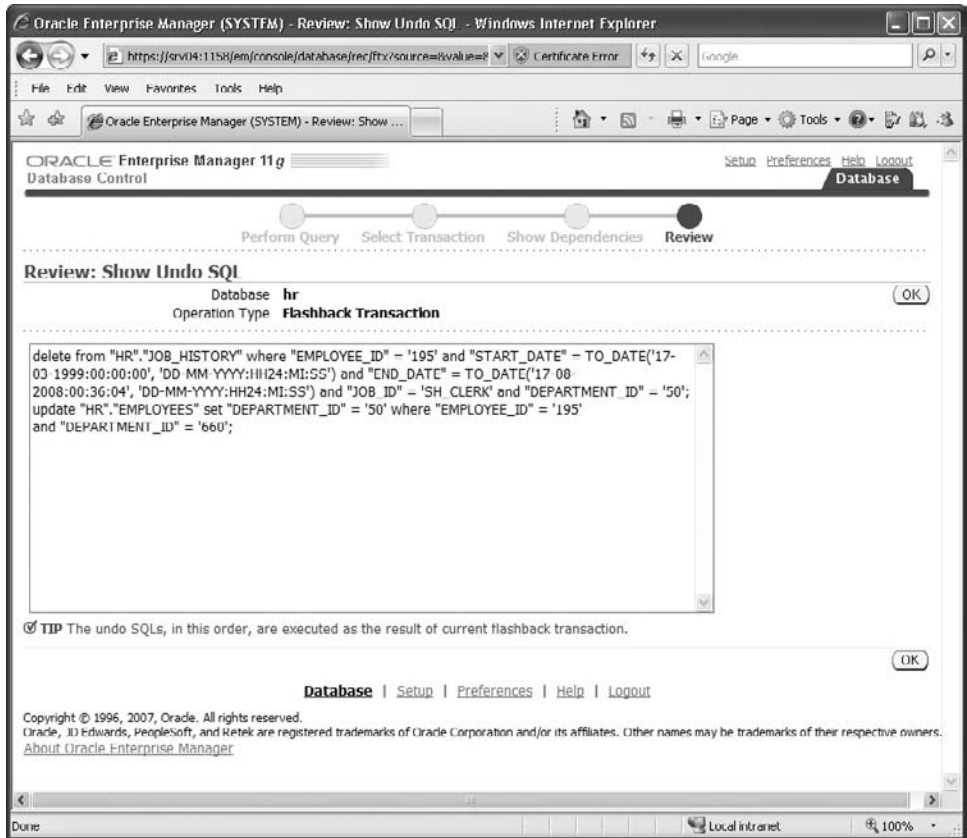 Oracle Enterprise Manager (SYSTEM) - Review: Show Undo SQL - Windows Internet Explorer
https://srv04:1158/em/console/database/rec/ftx?source=&value=8
Certificate Error
Google
File Edit View Favorites Tools Help
Oracle Enterprise Manager (SYSTEM) - Review: Show ...
Page Tools
ORACLE Enterprise Manager 11g
Database Control
Setup Preferences Help Logout
Database
Perform Query Select Transaction Show Dependencies Review
Review: Show Undo SQL
Database hr
OK
Operation Type Flashback Transaction
delete from "HR"."JOB_HISTORY" where "EMPLOYEE_ID" = '195' and "START_DATE" = TO_DATE('17-
03-1999:00:00:00', 'DD-MM-YYYY:HH24:MI:SS') and "END_DATE" = TO_DATE('17-08-
2008:00:36:04', 'DD-MM-YYYY:HH24:MI:SS') and "JOB_ID" = 'SH_CLERK' and "DEPARTMENT_ID" = '50';
update "HR"."EMPLOYEES" set "DEPARTMENT_ID" = '50' where "EMPLOYEE_ID" = '195'
and "DEPARTMENT_ID" = '660';
TIP The undo SQLs, in this order, are executed as the result of current flashback transaction.
OK
Database | Setup | Preferences | Help | Logout
Copyright © 1996, 2007, Oracle. All rights reserved.
Oracle, JD Edwards, PeopleSoft, and Retek are registered trademarks of Oracle Corporation and/or its affiliates. Other names may be trademarks of their respective owners.
About Oracle Enterprise Manager
Done
Local intranet
100%